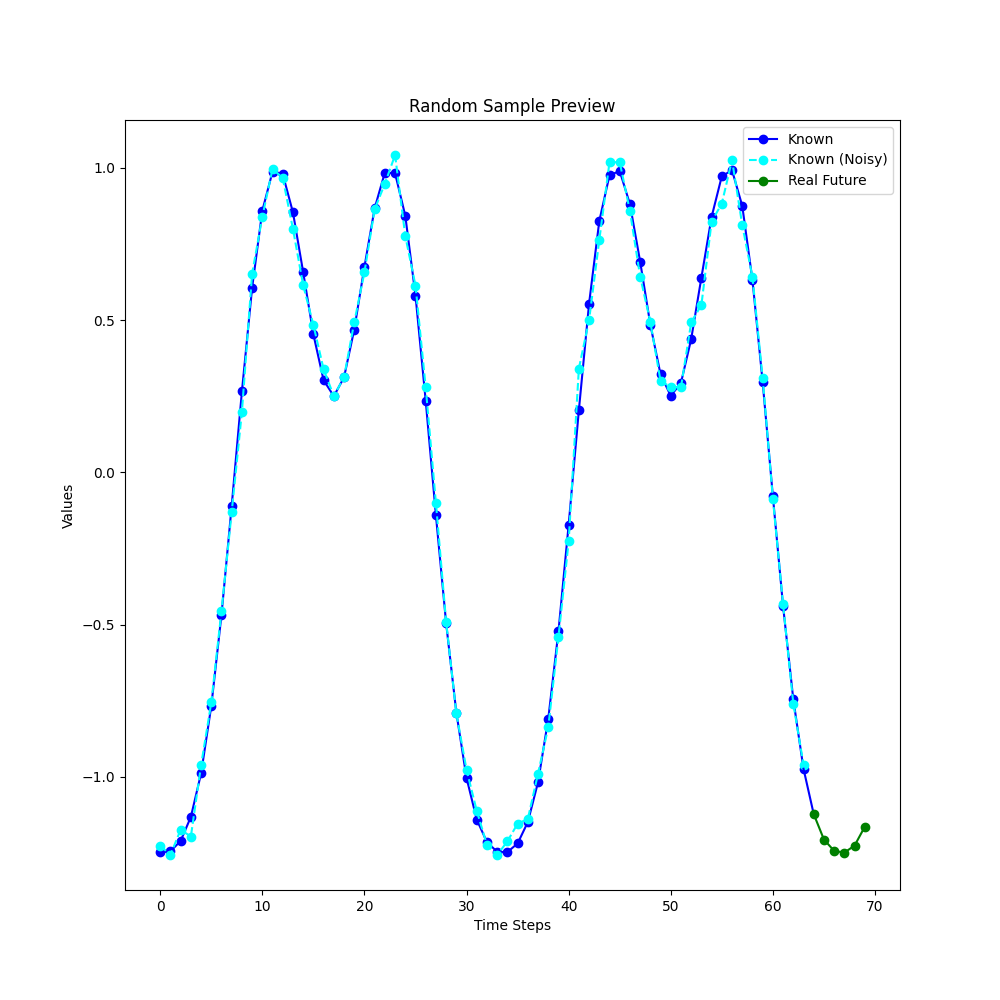 Random Sample Preview
Known
Known (Noisy)
Real Future
1.0
0.5
0.0
−0.5
−1.0
Values
0 10 20 30 40 50 60 70
Time Steps